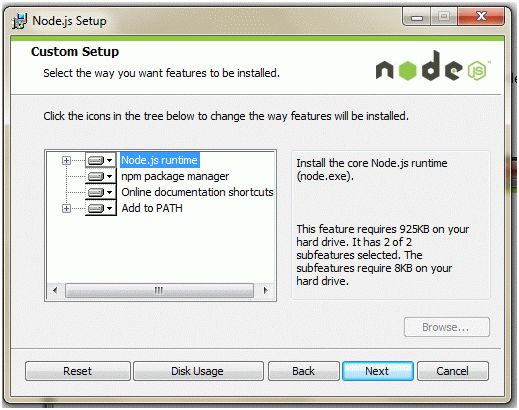 Node.js Setup
Custom Setup
Select the way you want features to be installed.
node
JS
Click the icons in the tree below to change the way features will be installed.
Node.js runtime
npm package manager
Online documentation shortcuts
Add to PATH
Install the core Node.js runtime
(node.exe).
This feature requires 925KB on your
hard drive. It has 2 of 2
subfeatures selected. The
subfeatures require 8KB on your
hard drive.
Browse...
Reset
Disk Usage
Back
Next
Cancel